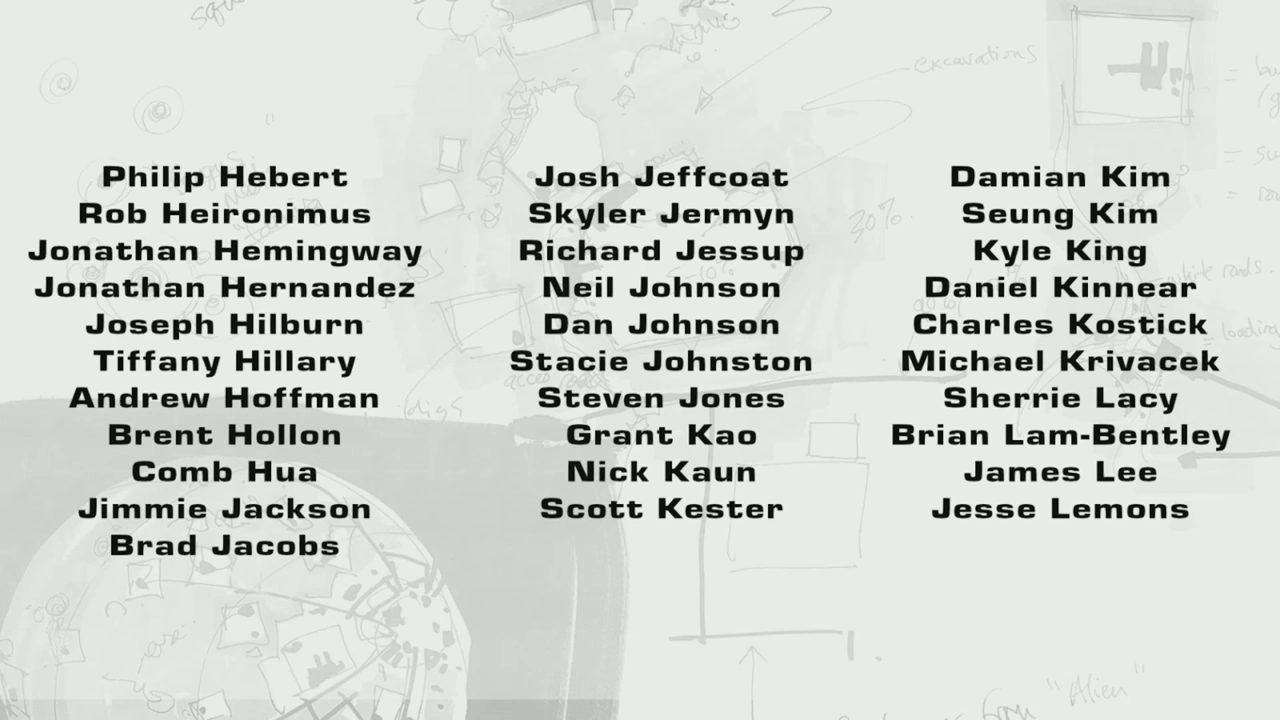 Philip Hebert
Rob Heironimus
Jonathan Hemingway
Jonathan Hernandez
Joseph Hilburn
Tiffany Hillary
Andrew Hoffman
Brent Hollon
Comb Hua
Jimmie Jackson
Brad Jacobs
Josh Jeffcoat
Skyler Jermyn
Richard Jessup
Neil Johnson
Dan Johnson
Stacie Johnston
Steven Jones
Grant Kao
Nick Kaun
Scott Kester
Damian Kim
Seung Kim
Kyle King
Daniel Kinnear
Charles Kostick
Michael Krivacek
Sherrie Lacy
Brian Lam-Bentley
James Lee
Jesse Lemons
excavations
30%
digs
from "Alien"